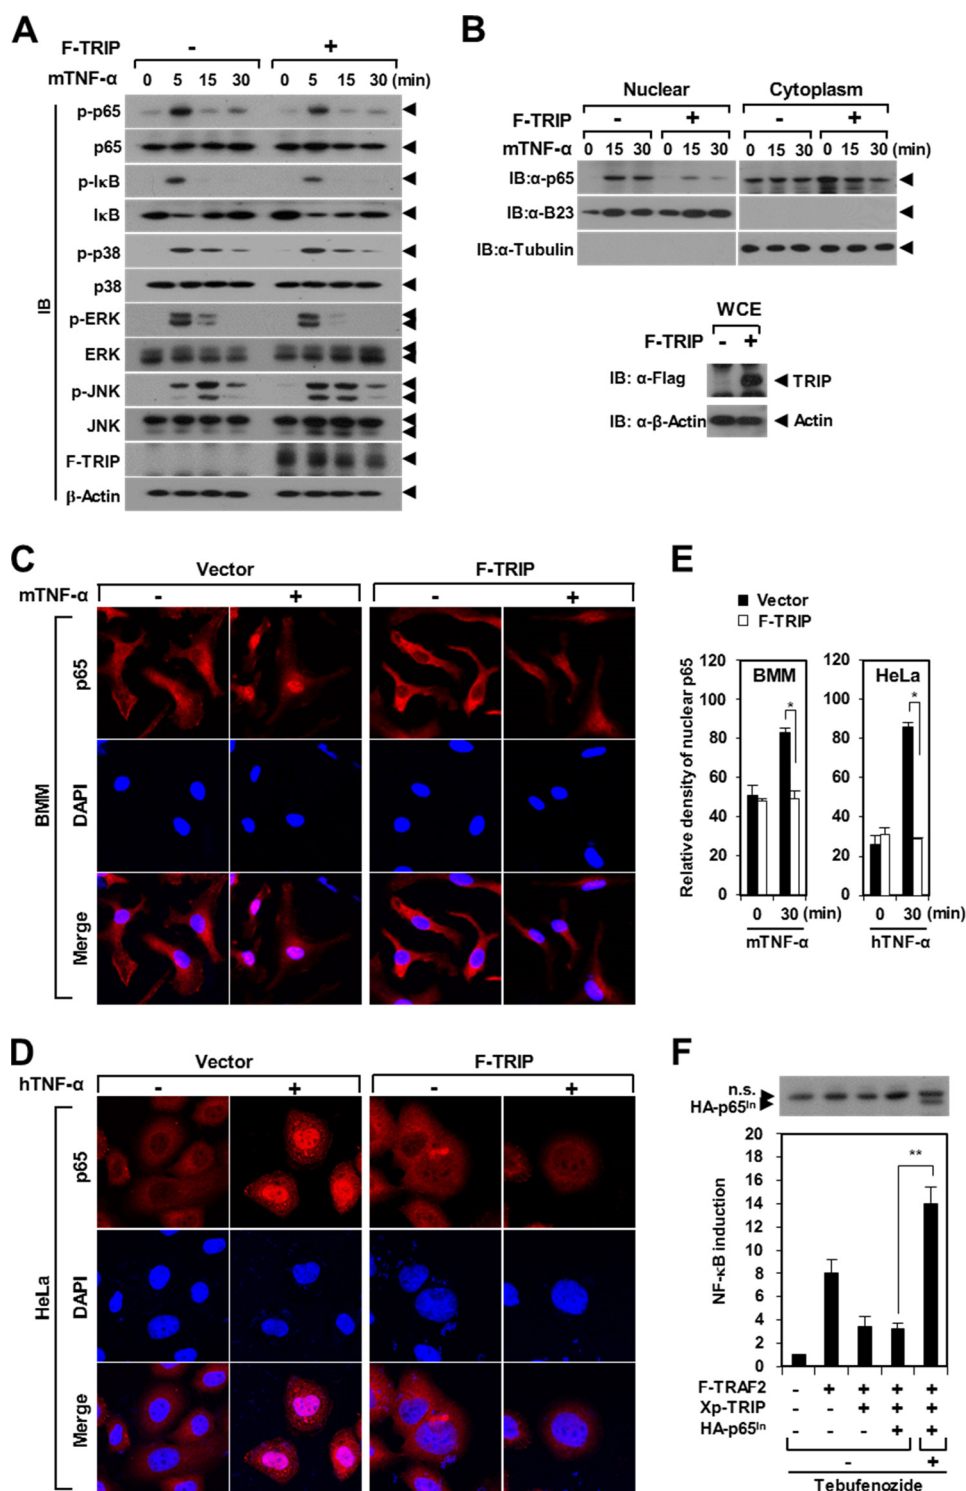 A
F-TRIP - +
mTNF-α 0 5 15 30 0 5 15 30 (min)
IB
p-p65
p65
p-IκB
IκB
p-p38
p38
p-ERK
ERK
p-JNK
JNK
F-TRIP
β-Actin
B
Nuclear Cytoplasm
F-TRIP - + - +
mTNF-α 0 15 30 0 15 30 0 15 30 0 15 30 (min)
IB:α-p65
IB:α-B23
IB:α-Tubulin
WCE
F-TRIP - +
IB: α-Flag TRIP
IB: α-β-Actin Actin
C
Vector F-TRIP
mTNF-α - + - +
BMM
p65
DAPI
Merge
D
Vector F-TRIP
hTNF-α - + - +
HeLa
p65
DAPI
Merge
E
Vector
F-TRIP
Relative density of nuclear p65
120 BMM 120 HeLa
100 100
80 * 80 *
60 60
40 40
20 20
0 0
0 30 (min) 0 30 (min)
mTNF-α hTNF-α
F
n.s.
HA-p65In
NF-κB induction
20
18 **
16
14
12
10
8
6
4
2
0
F-TRAF2 - + + + +
Xp-TRIP - - + + +
HA-p65In - - - + +
- +
Tebufenozide